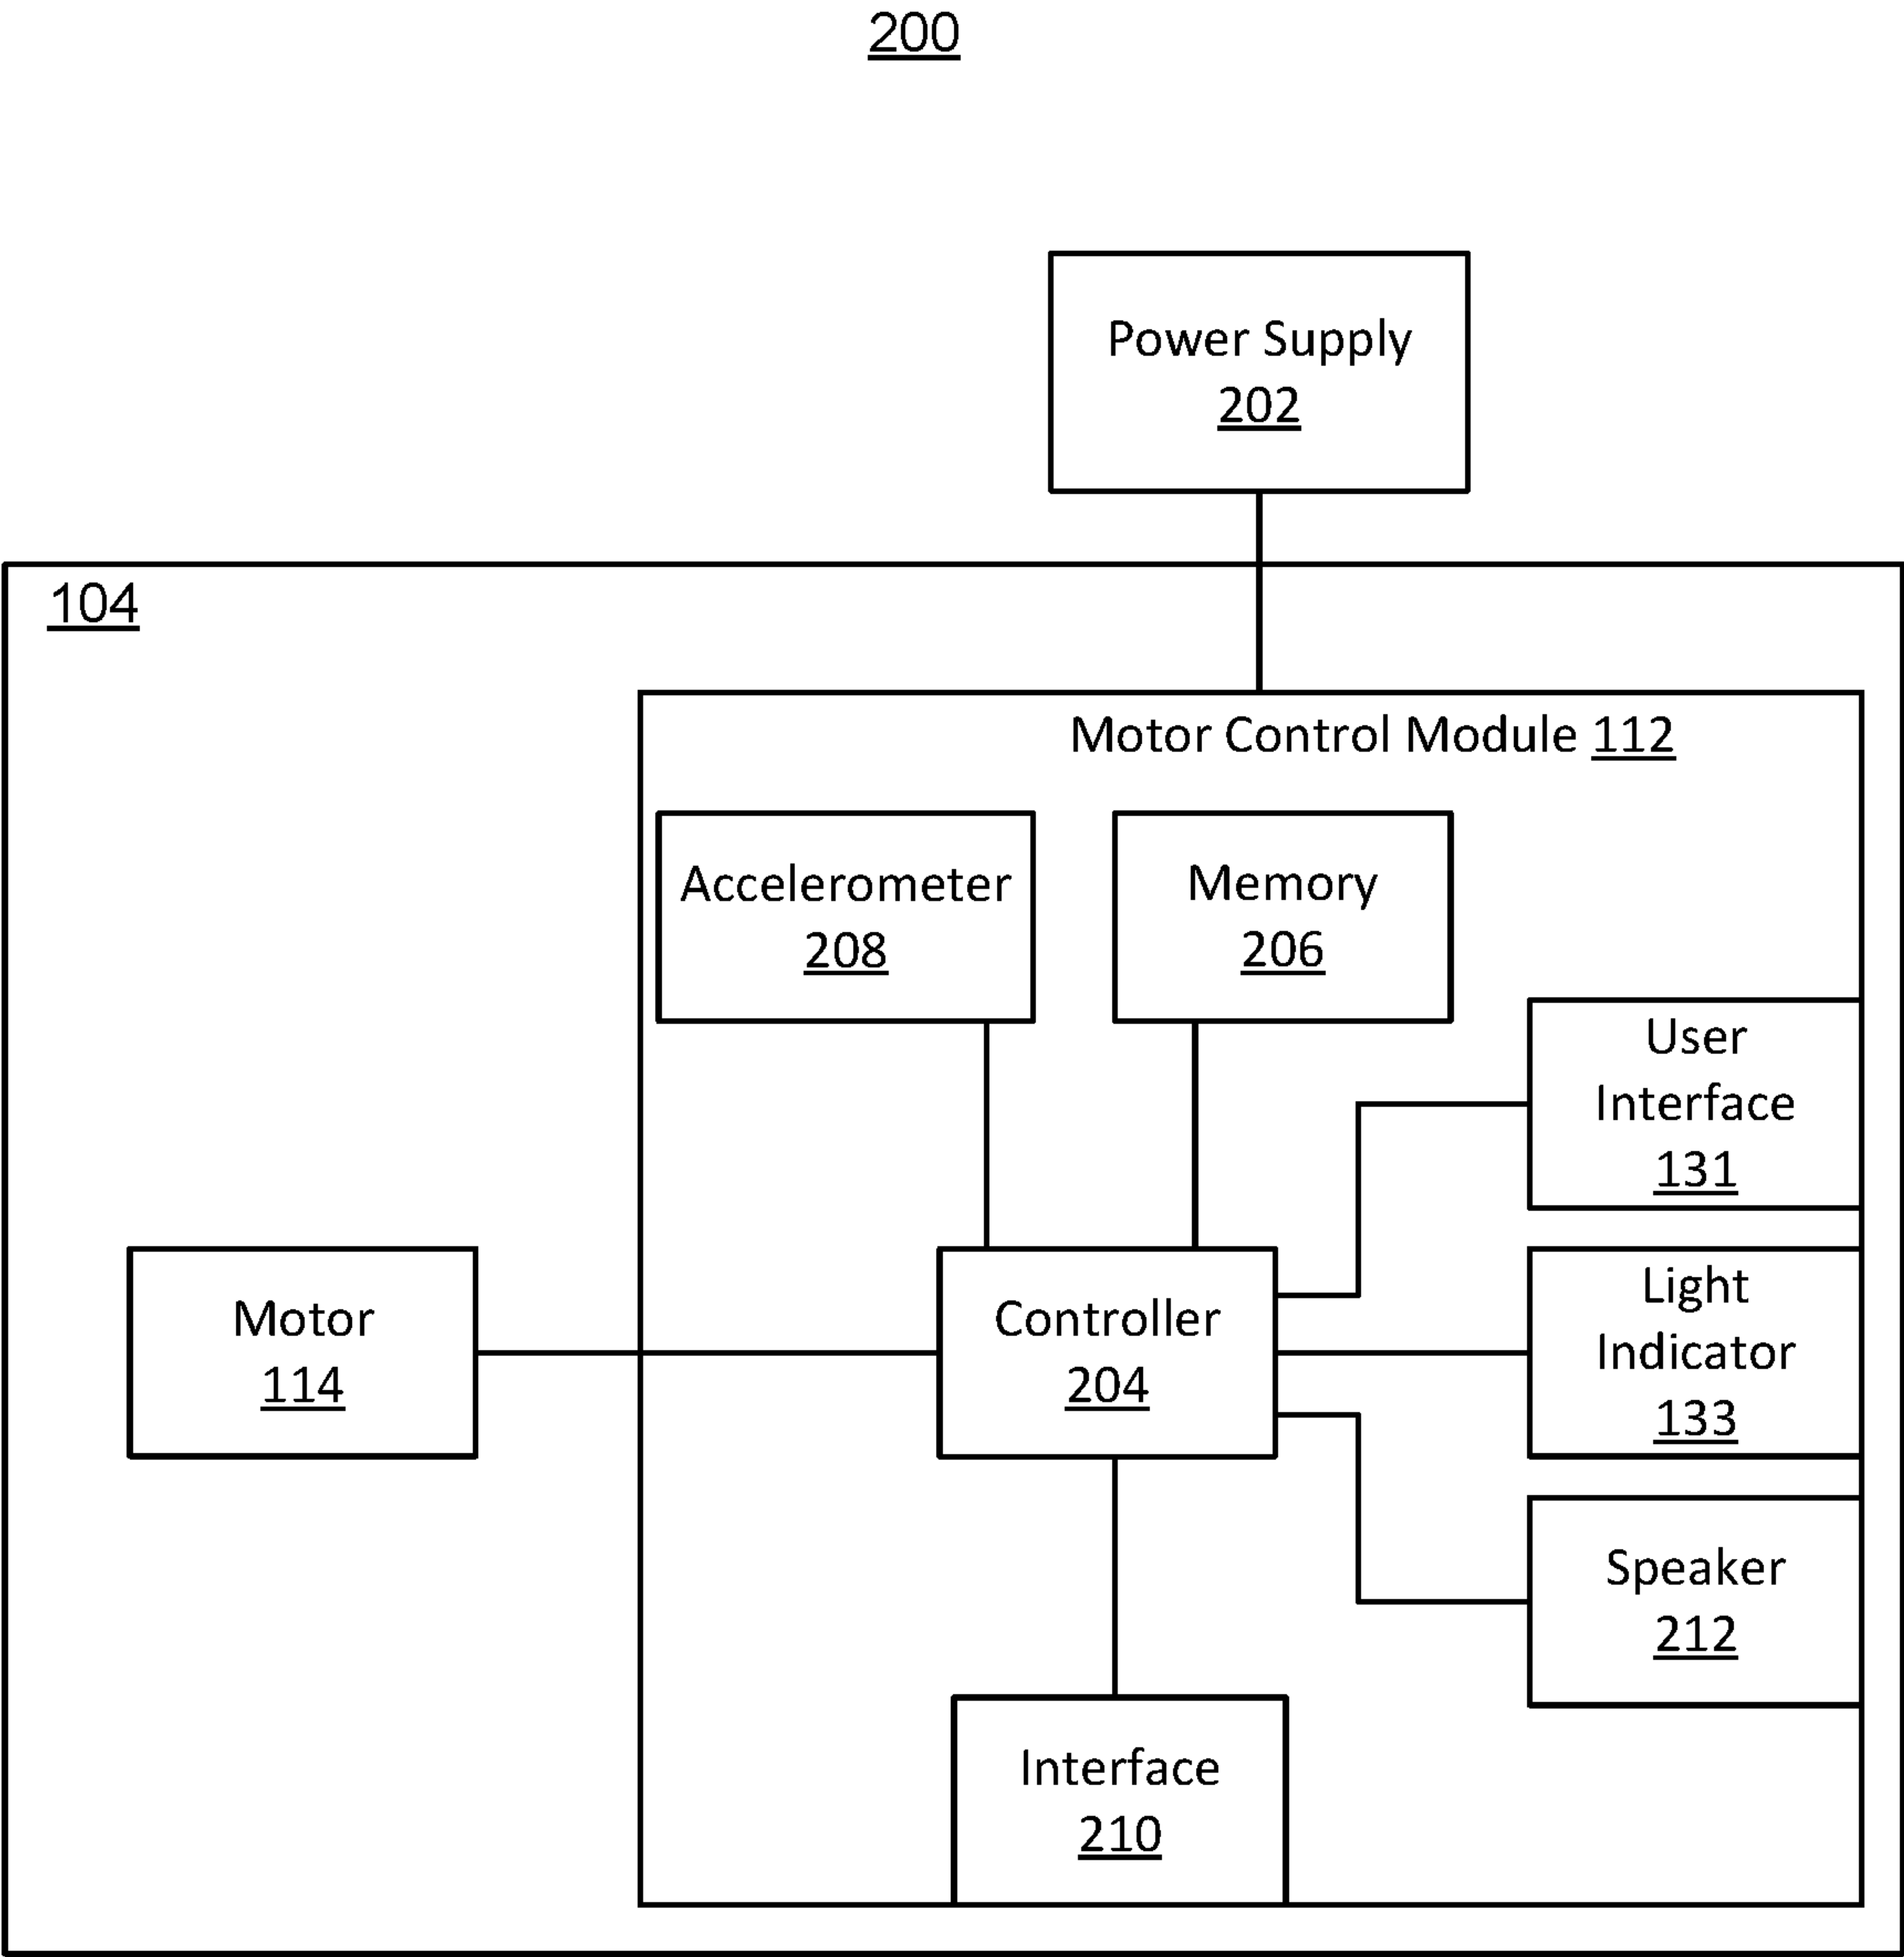 200
Power Supply
202
104
Motor Control Module 112
Accelerometer
208
Memory
206
User
Interface
131
Motor
114
Controller
204
Light
Indicator
133
Speaker
212
Interface
210